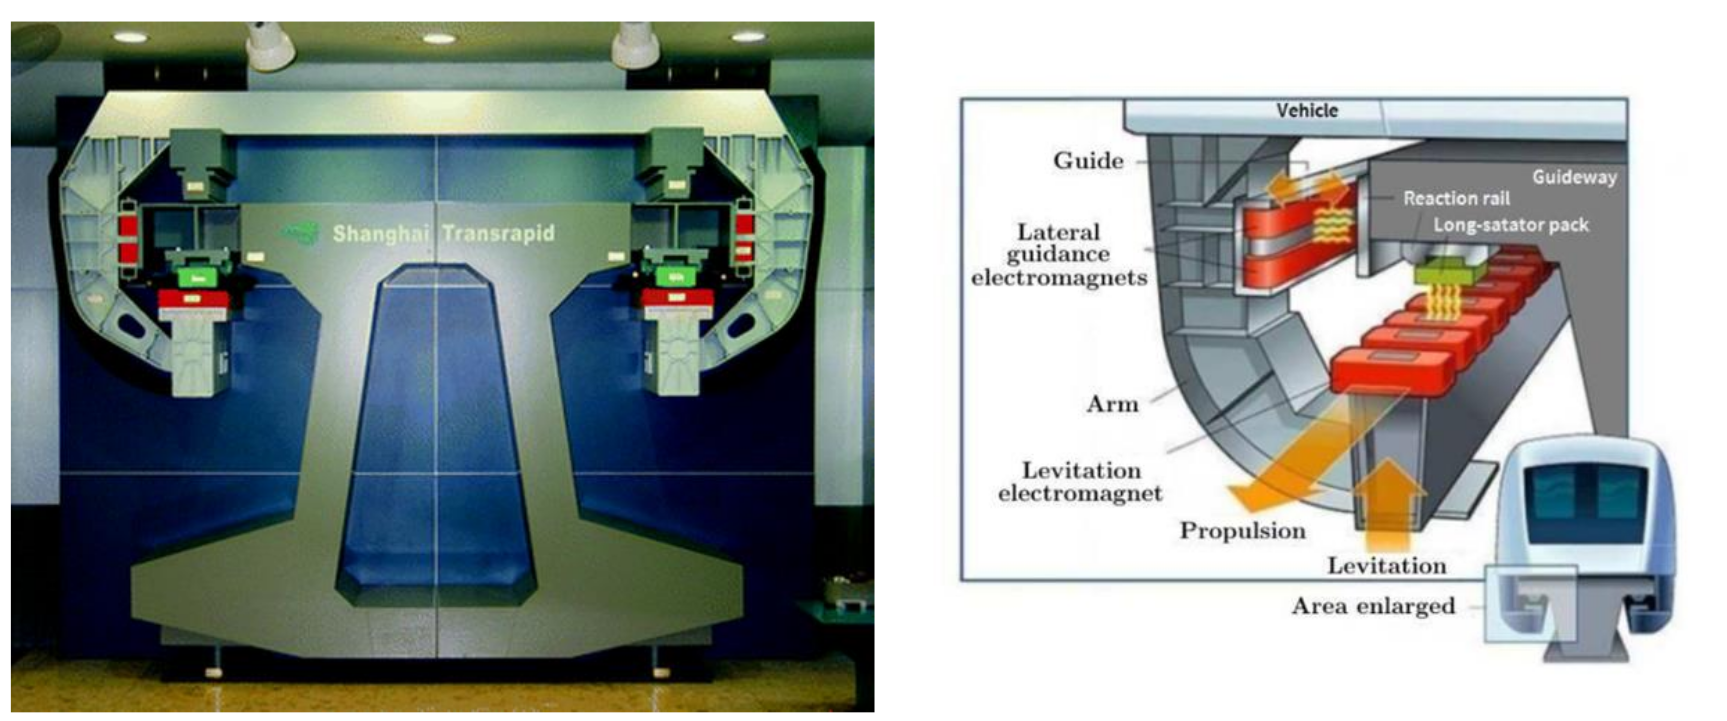 Shanghai Transrapid
Vehicle
Guide
Guideway
Reaction rail
Long-satator pack
Lateral
guidance
electromagnets
Arm
Levitation
electromagnet
Propulsion
Levitation
Area enlarged